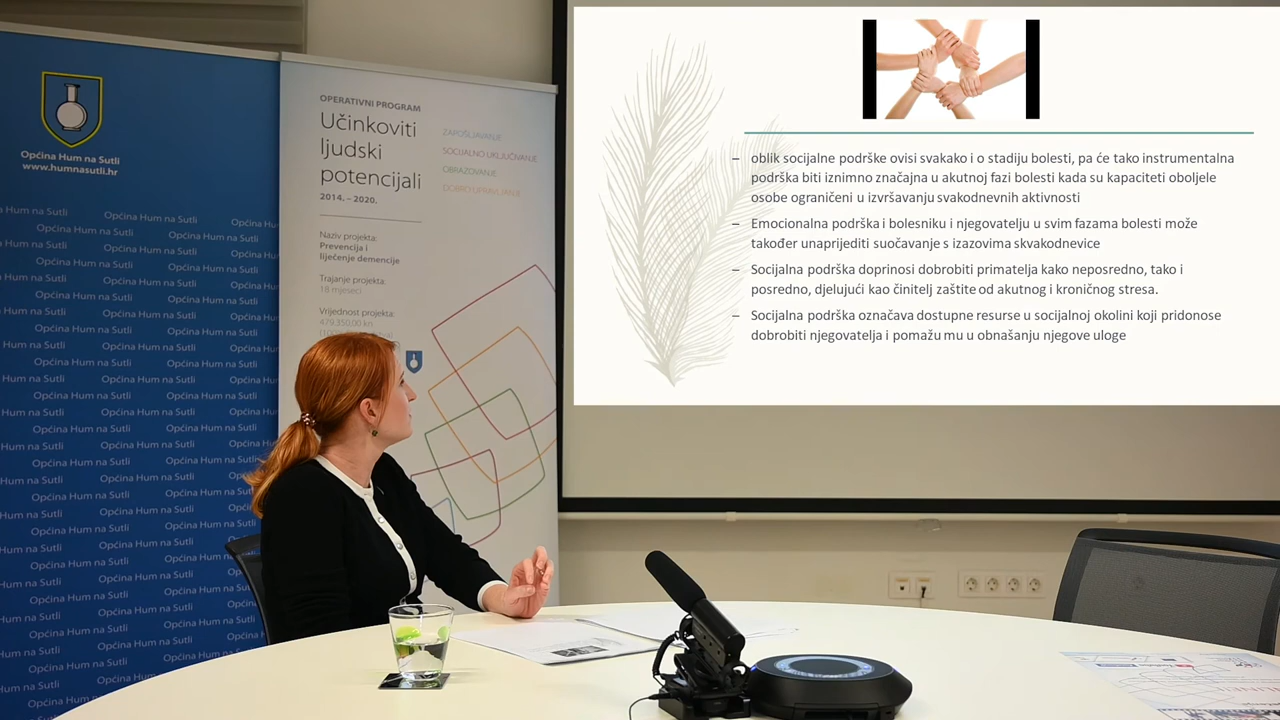 Općina Hum na Sutli
www.humnasutli.hr
OPERATIVNI PROGRAM
Učinkoviti
ljudski
potencijali
2014. – 2020.
ZAPOŠLJAVANJE
SOCIJALNO UKLJUČIVANJE
OBRAZOVANJE
DOBRO UPRAVLJANJE
Naziv projekta:
Prevencija i
liječenje demencije
Trajanje projekta:
18 mjeseci
Vrijednost projekta:
479.350,00 kn
– oblik socijalne podrške ovisi svakako i o stadiju bolesti, pa će tako instrumentalna
podrška biti iznimno značajna u akutnoj fazi bolesti kada su kapaciteti oboljele
osobe ograničeni u izvršavanju svakodnevnih aktivnosti
– Emocionalna podrška i bolesniku i njegovatelju u svim fazama bolesti može
također unaprijediti suočavanje s izazovima skvakodnevice
– Socijalna podrška doprinosi dobrobiti primatelja kako neposredno, tako i
posredno, djelujući kao činitelj zaštite od akutnog i kroničnog stresa.
– Socijalna podrška označava dostupne resurse u socijalnoj okolini koji pridonose
dobrobiti njegovatelja i pomažu mu u obnašanju njegove uloge